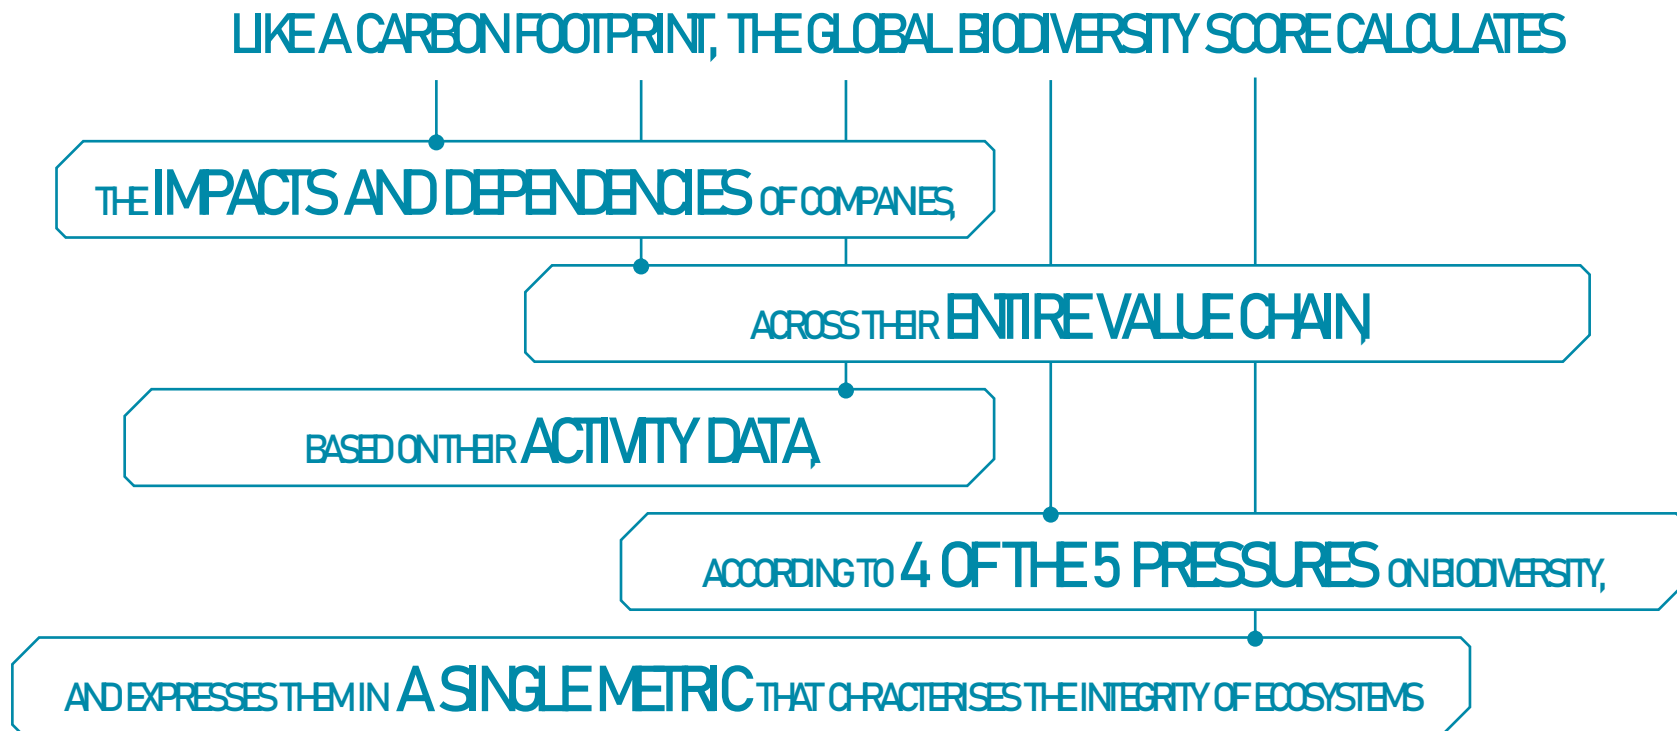 LIKE A CARBON FOOTPRINT, THE GLOBAL BIODIVERSITY SCORE CALCULATES
THE IMPACTS AND DEPENDENCIES OF COMPANIES,
ACROSS THEIR ENTIRE VALUE CHAIN,
BASED ON THEIR ACTIVITY DATA,
ACCORDING TO 4 OF THE 5 PRESSURES ON BIODIVERSITY,
AND EXPRESSES THEM IN A SINGLE METRIC THAT CHRACTERISES THE INTEGRITY OF ECOSYSTEMS